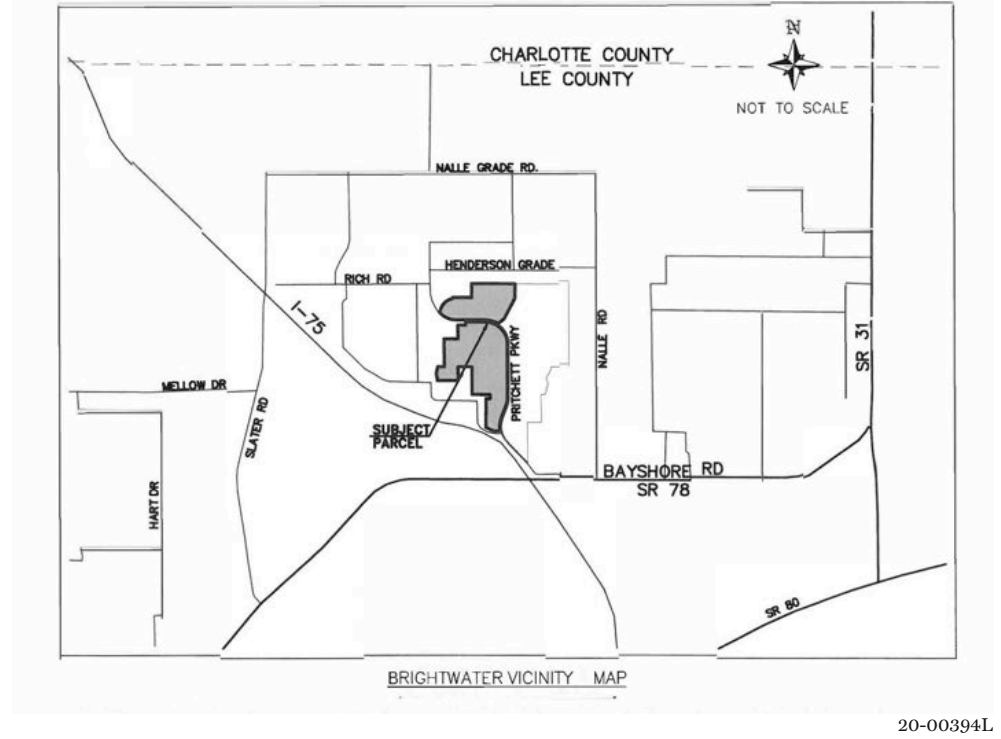 N
CHARLOTTE COUNTY
LEE COUNTY
NOT TO SCALE
NALLE GRADE RD.
HENDERSON GRADE
RICH RD
I-75
PRITCHETT PKWY
NALLE RD
SR 31
MELLOW DR
SLATER RD
SUBJECT
PARCEL
BAYSHORE RD
SR 78
HART DR
SR 80
BRIGHTWATER VICINITY MAP
20-00394L